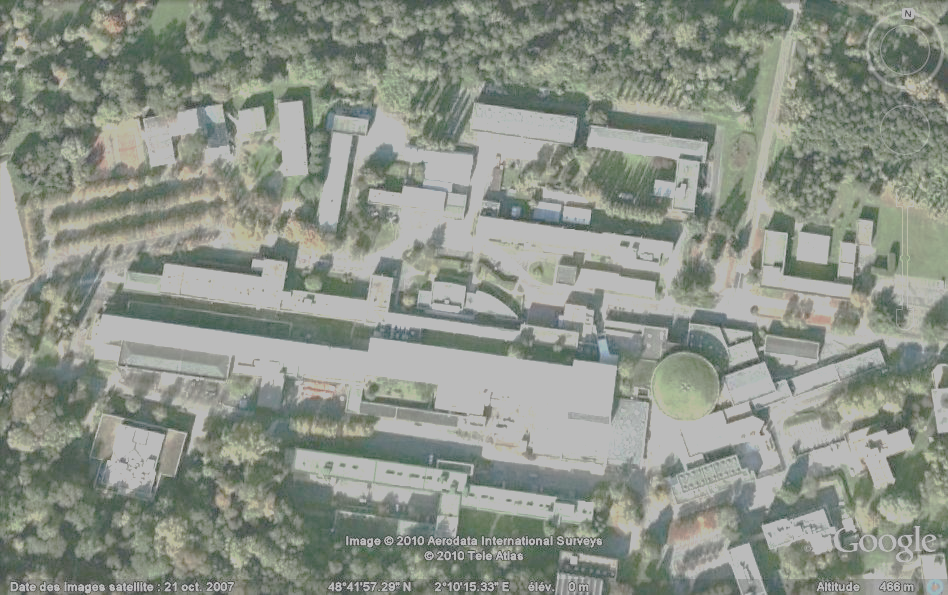 N
Image © 2010 Aerodata International Surveys
© 2010 Tele Atlas
© Google
Date des images satellite : 21 oct. 2007 48°41'57.29" N 2°10'15.33" E élév. 0 m Altitude 466 m